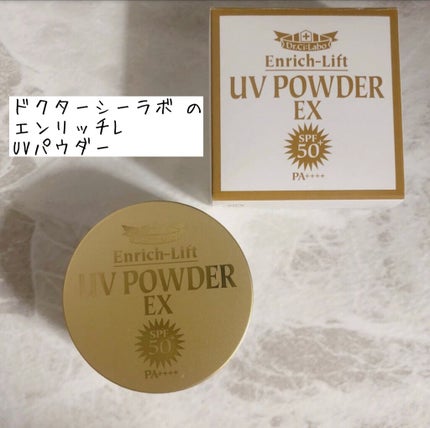 ドクターシーラボ の
エンリッチL
UVパウダー
Dr.Ci:Labo
Enrich-Lift
UV POWDER
EX
SPF
50+
PA++++
Enrich-Lift
UV POWDER
EX
SPF
50+
PA++++